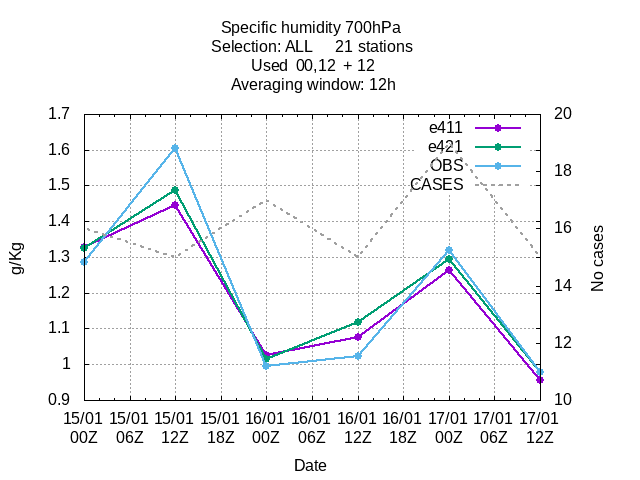 Specific humidity 700hPa
Selection: ALL     21 stations
Used  00,12  + 12
Averaging window: 12h
1.7
1.6
1.5
1.4
1.3
1.2
1.1
1
0.9
g/Kg
20
18
16
14
12
10
No cases
e411
e421
OBS
CASES
15/01 15/01 15/01 15/01 16/01 16/01 16/01 16/01 17/01 17/01 17/01
00Z 06Z 12Z 18Z 00Z 12Z 18Z 00Z 06Z 12Z
Date